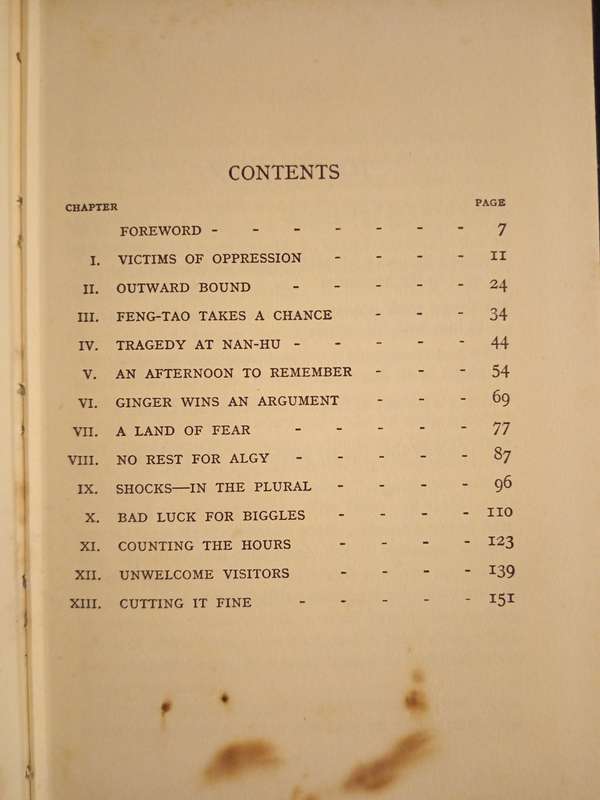 CONTENTS
CHAPTER PAGE
FOREWORD - - - - - - - 7
I. VICTIMS OF OPPRESSION - - - - 11
II. OUTWARD BOUND - - - - - 24
III. FENG-TAO TAKES A CHANCE - - - 34
IV. TRAGEDY AT NAN-HU - - - - - 44
V. AN AFTERNOON TO REMEMBER - - - 54
VI. GINGER WINS AN ARGUMENT - - - 69
VII. A LAND OF FEAR - - - - - 77
VIII. NO REST FOR ALGY - - - - - 87
IX. SHOCKS—IN THE PLURAL - - - - 96
X. BAD LUCK FOR BIGGLES - - - - 110
XI. COUNTING THE HOURS - - - - 123
XII. UNWELCOME VISITORS - - - - 139
XIII. CUTTING IT FINE - - - - - 151